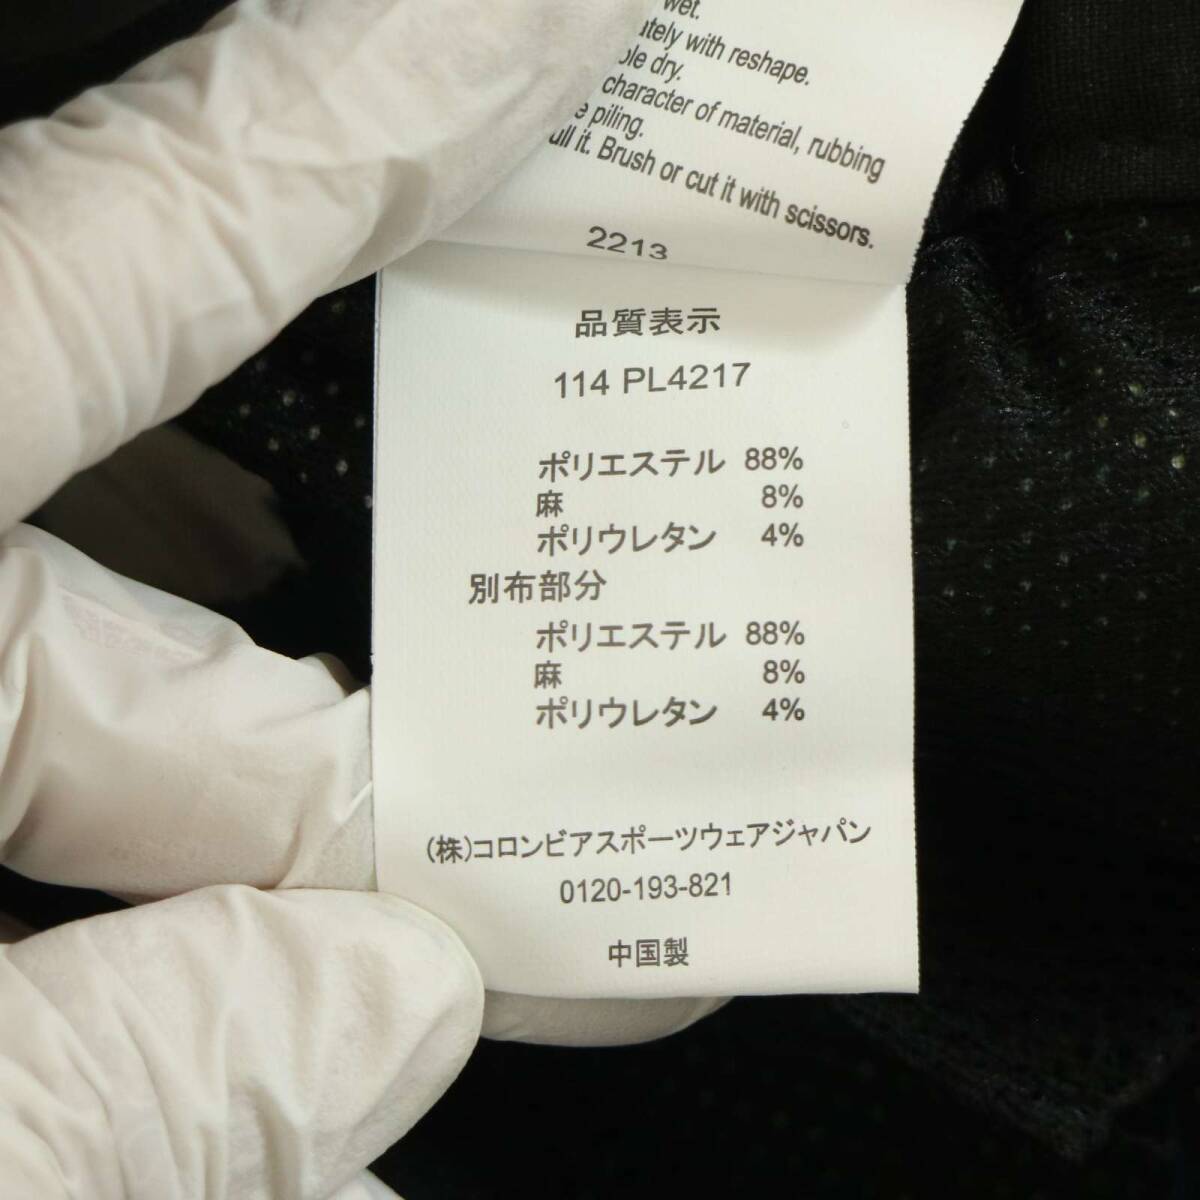 wet.
with reshape.
dry.
character of material, rubbing
piling.
it. Brush or cut it with scissors.
2213
品質表示
114 PL4217
ポリエステル 88%
麻 8%
ポリウレタン 4%
別布部分
ポリエステル 88%
麻 8%
ポリウレタン 4%
(株)コロンビアスポーツウェアジャパン
0120-193-821
中国製